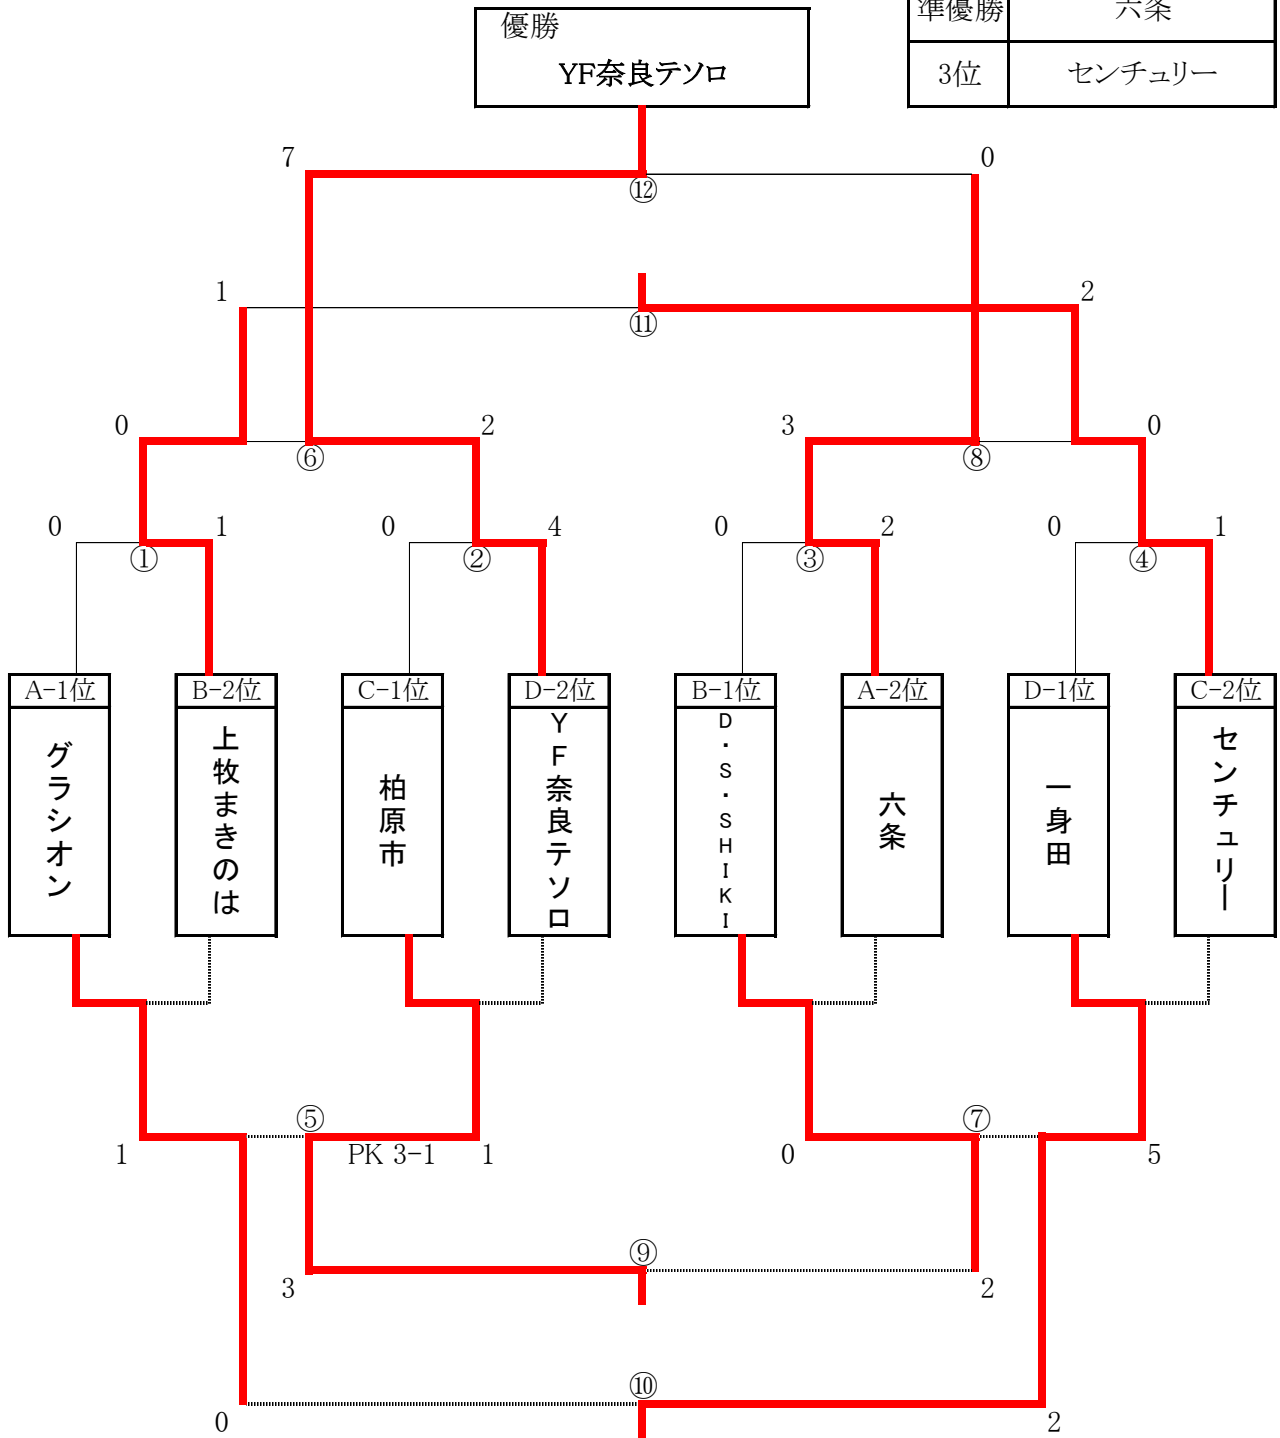 準優勝 六条
優勝
YF奈良テソロ
3位 センチュリー
7 0
⑫
1 2
⑪
0 2 3 0
⑥ ⑧
0 1 0 4 0 2 0 1
① ② ③ ④
A-1位 B-2位 C-1位 D-2位 B-1位 A-2位 D-1位 C-2位
グラシオン
上牧まきのは
柏原市
YF奈良テソロ
D・S・SHIKI
六条
一身田
センチュリー
⑤ ⑦
1 PK 3-1 1 0 5
⑨
3 2
⑩
0 2